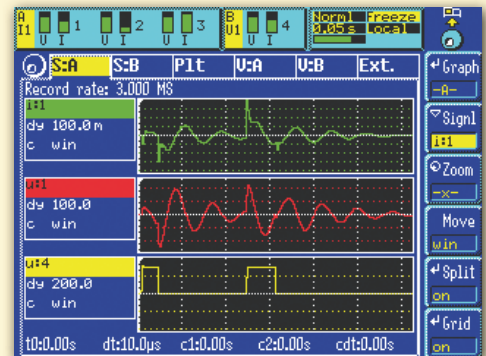 A I1 U I 1 U I 2 U I 3 B U1 U I 4 Norml Freeze
0.05 s Local
S:A S:B Plt U:A U:B Ext.
Record rate: 3.000 MS
i:1
dy 100.0m
c win
u:1
dy 100.0
c win
u:4
dy 200.0
c win
t0:0.00s dt:10.0µs c1:0.00s c2:0.00s cdt:0.00s
Graph
-A-
Signl
i:1
Zoom
-x-
Move
win
Split
on
Grid
on